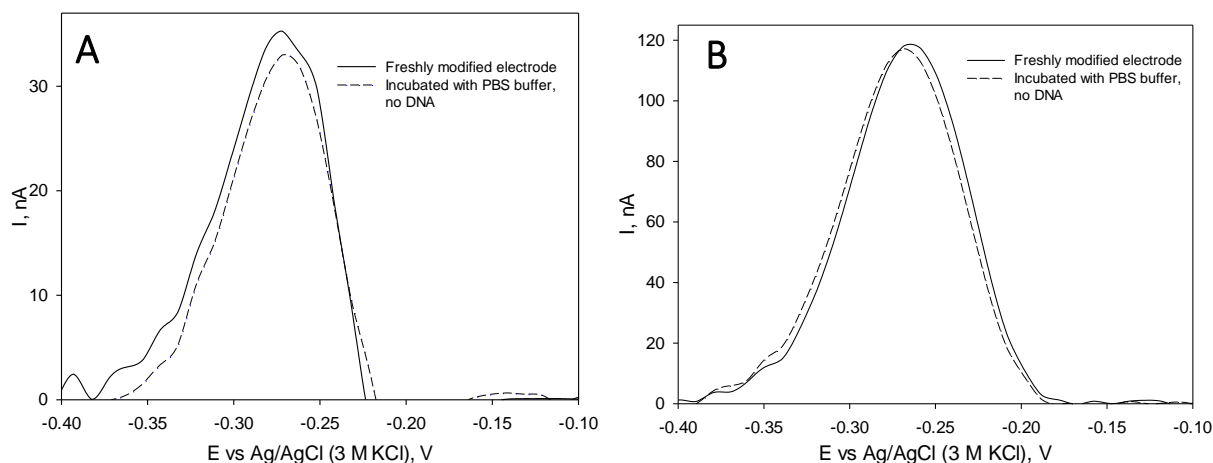 A
Freshly modified electrode
Incubated with PBS buffer,
no DNA
30
20
10
0
I, nA
-0.40 -0.35 -0.30 -0.25 -0.20 -0.15 -0.10
E vs Ag/AgCl (3 M KCl), V
B
Freshly modified electrode
Incubated with PBS buffer,
no DNA
120
100
80
60
40
20
0
I, nA
-0.40 -0.35 -0.30 -0.25 -0.20 -0.15 -0.10
E vs Ag/AgCl (3 M KCl), V